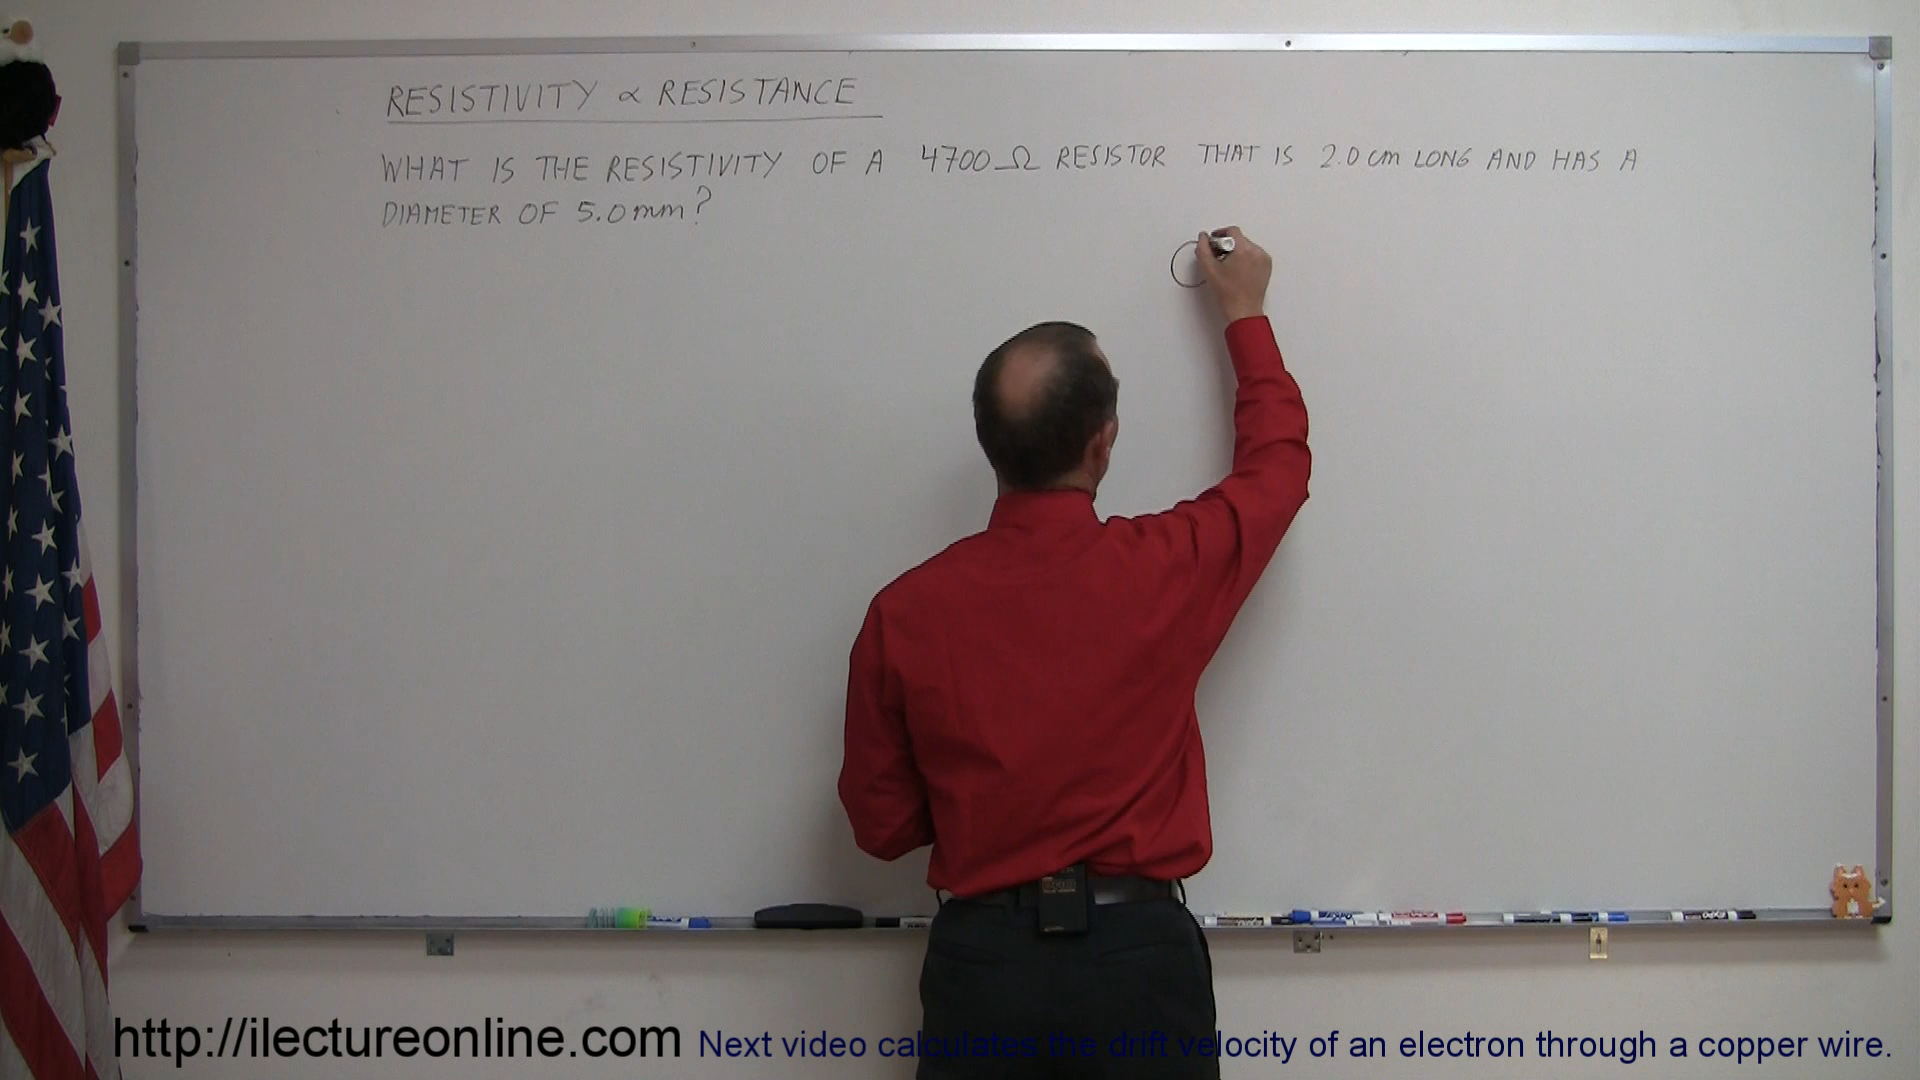 RESISTIVITY ∝ RESISTANCE
WHAT IS THE RESISTIVITY OF A 4700 Ω RESISTOR THAT IS 2.0 cm LONG AND HAS A
DIAMETER OF 5.0 mm?
http://ilectureonline.com Next video calculates the drift velocity of an electron through a copper wire.